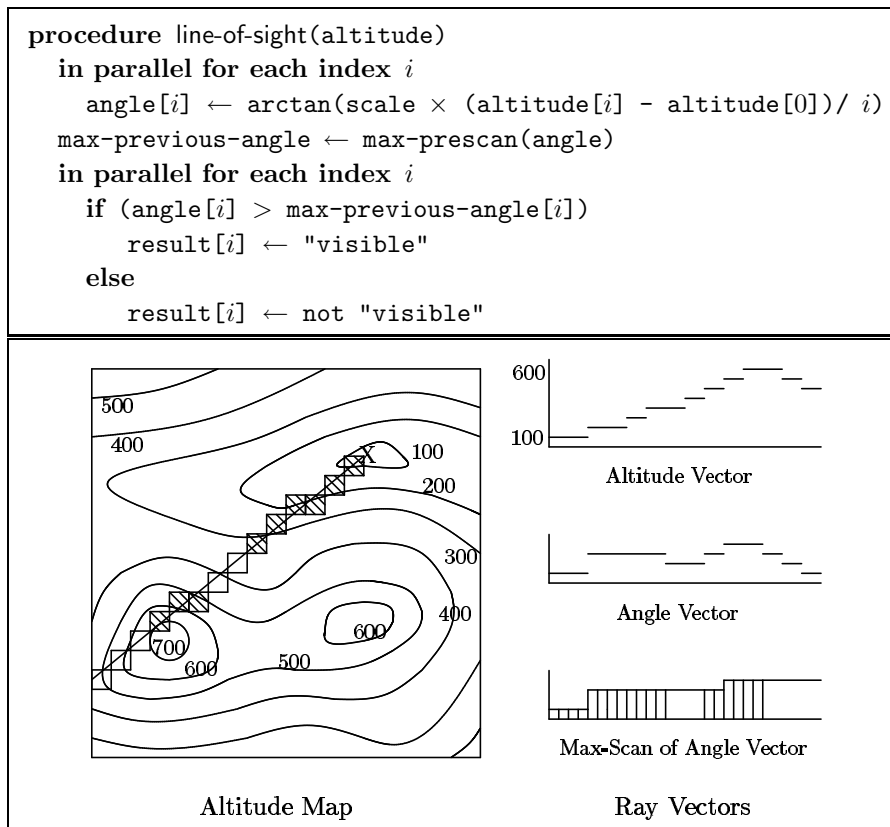 procedure line-of-sight(altitude)
in parallel for each index i
angle[i] ← arctan(scale × (altitude[i] - altitude[0])/ i)
max-previous-angle ← max-prescan(angle)
in parallel for each index i
if (angle[i] > max-previous-angle[i])
result[i] ← "visible"
else
result[i] ← not "visible"
500
400
X
100
200
300
400
700
600
500
600
Altitude Map
600
100
Altitude Vector
Angle Vector
Max-Scan of Angle Vector
Ray Vectors